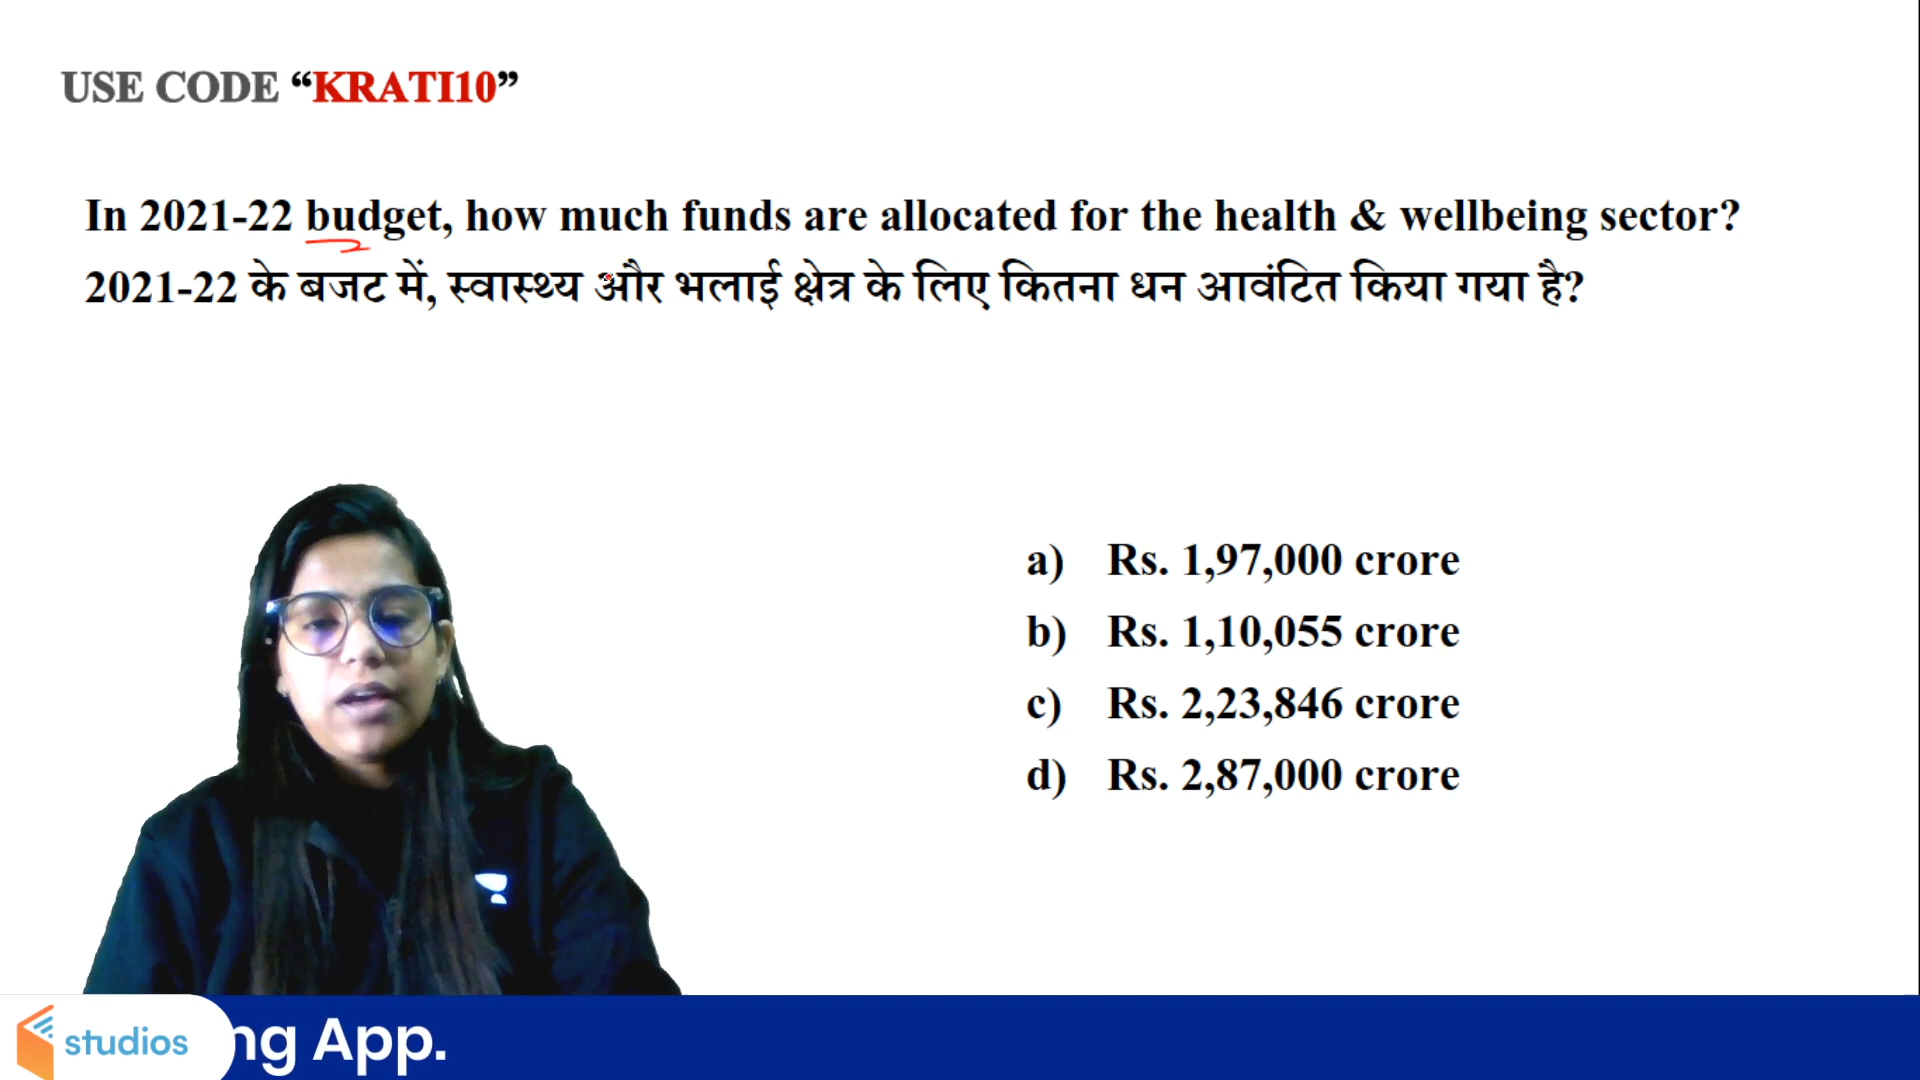 USE CODE “KRATI10”
In 2021-22 budget, how much funds are allocated for the health & wellbeing sector?
2021-22 के बजट में, स्वास्थ्य और भलाई क्षेत्र के लिए कितना धन आवंटित किया गया है?
a) Rs. 1,97,000 crore
b) Rs. 1,10,055 crore
c) Rs. 2,23,846 crore
d) Rs. 2,87,000 crore
studios
ng App.